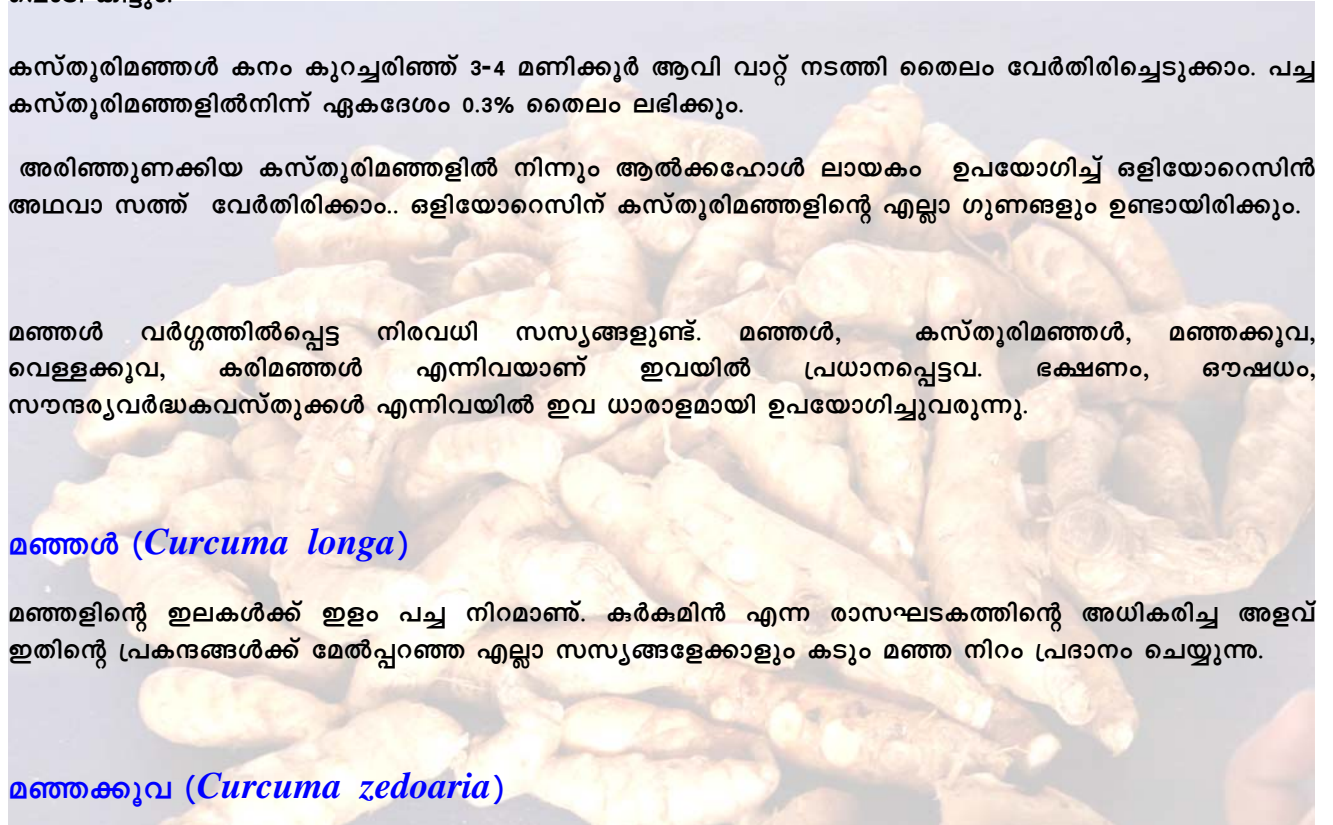 കസ്തൂരിമഞ്ഞൾ കനം കുറച്ചരിഞ്ഞ് 3-4 മണിക്കൂർ ആവി വാറ്റ് നടത്തി തൈലം വേർതിരിച്ചെടുക്കാം. പച്ച
കസ്തൂരിമഞ്ഞളിൽനിന്ന് ഏകദേശം 0.3% തൈലം ലഭിക്കും.
അരിഞ്ഞുണക്കിയ കസ്തൂരിമഞ്ഞളിൽ നിന്നും ആൽക്കഹോൾ ലായകം ഉപയോഗിച്ച് ഒളിയോറെസിൻ
അഥവാ സത്ത് വേർതിരിക്കാം.. ഒളിയോറെസിന് കസ്തൂരിമഞ്ഞളിന്റെ എല്ലാ ഗുണങളും ഉണ്ടായിരിക്കും.
മഞ്ഞൾ വർഗ്ഗത്തിൽപ്പെട്ട നിരവധി സസ്യങ്ങളുണ്ട്. മഞ്ഞൾ, കസ്തൂരിമഞ്ഞൾ, മഞ്ഞക്കൂവ,
വെള്ളക്കൂവ, കരിമഞ്ഞൾ എന്നിവയാണ് ഇവയിൽ പ്രധാനപ്പെട്ടവ. ഭക്ഷണം, ഔഷധം,
സൗന്ദര്യവർദ്ധകവസ്തുക്കൾ എന്നിവയിൽ ഇവ ധാരാളമായി ഉപയോഗിച്ചുവരുന്നു.
മഞ്ഞൾ (Curcuma longa)
മഞ്ഞളിന്റെ ഇലകൾക്ക് ഇളം പച്ച നിറമാണ്. കുർകുമിൻ എന്ന രാസഘടകത്തിന്റെ അധികരിച്ച അളവ്
ഇതിന്റെ പ്രകന്ദങ്ങൾക്ക് മേൽപ്പറഞ്ഞ എല്ലാ സസ്യങ്ങളേക്കാളും കടും മഞ്ഞ നിറം പ്രദാനം ചെയ്യുന്നു.
മഞ്ഞക്കൂവ (Curcuma zedoaria)